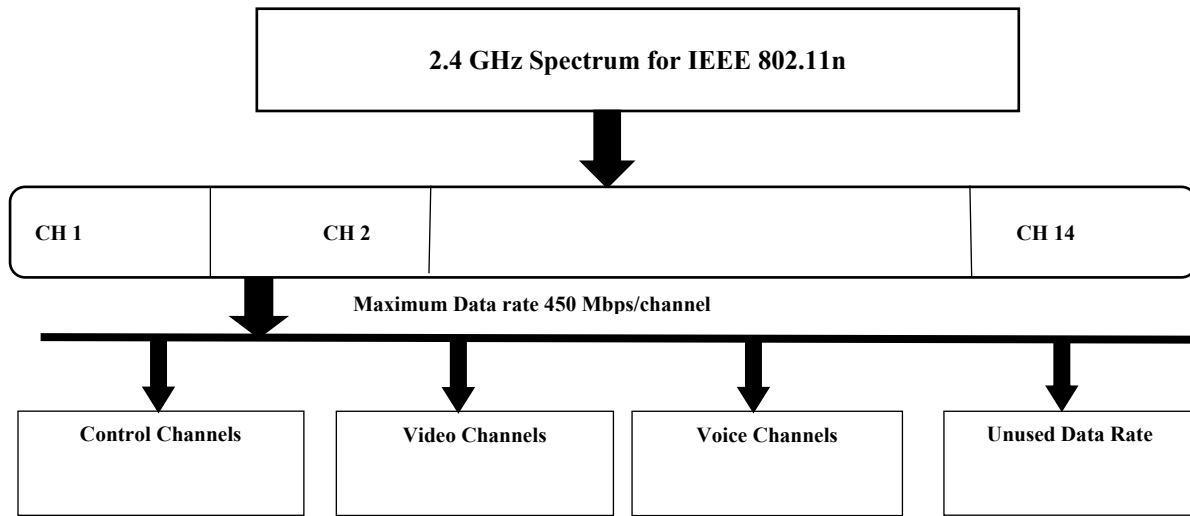 2.4 GHz Spectrum for IEEE 802.11n
CH 1
CH 2
CH 14
Maximum Data rate 450 Mbps/channel
Control Channels
Video Channels
Voice Channels
Unused Data Rate